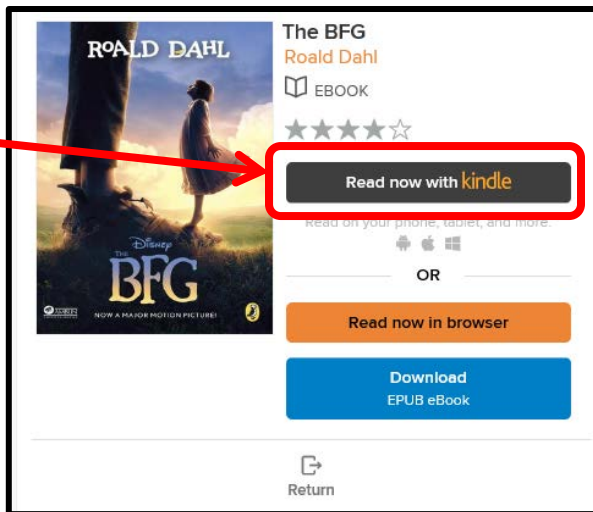 ROALD DAHL
DISNEY
THE
BFG
NOW A MAJOR MOTION PICTURE!
The BFG
Roald Dahl
EBOOK
Read now with kindle
Read on your phone, tablet, and more.
OR
Read now in browser
Download
EPUB eBook
Return